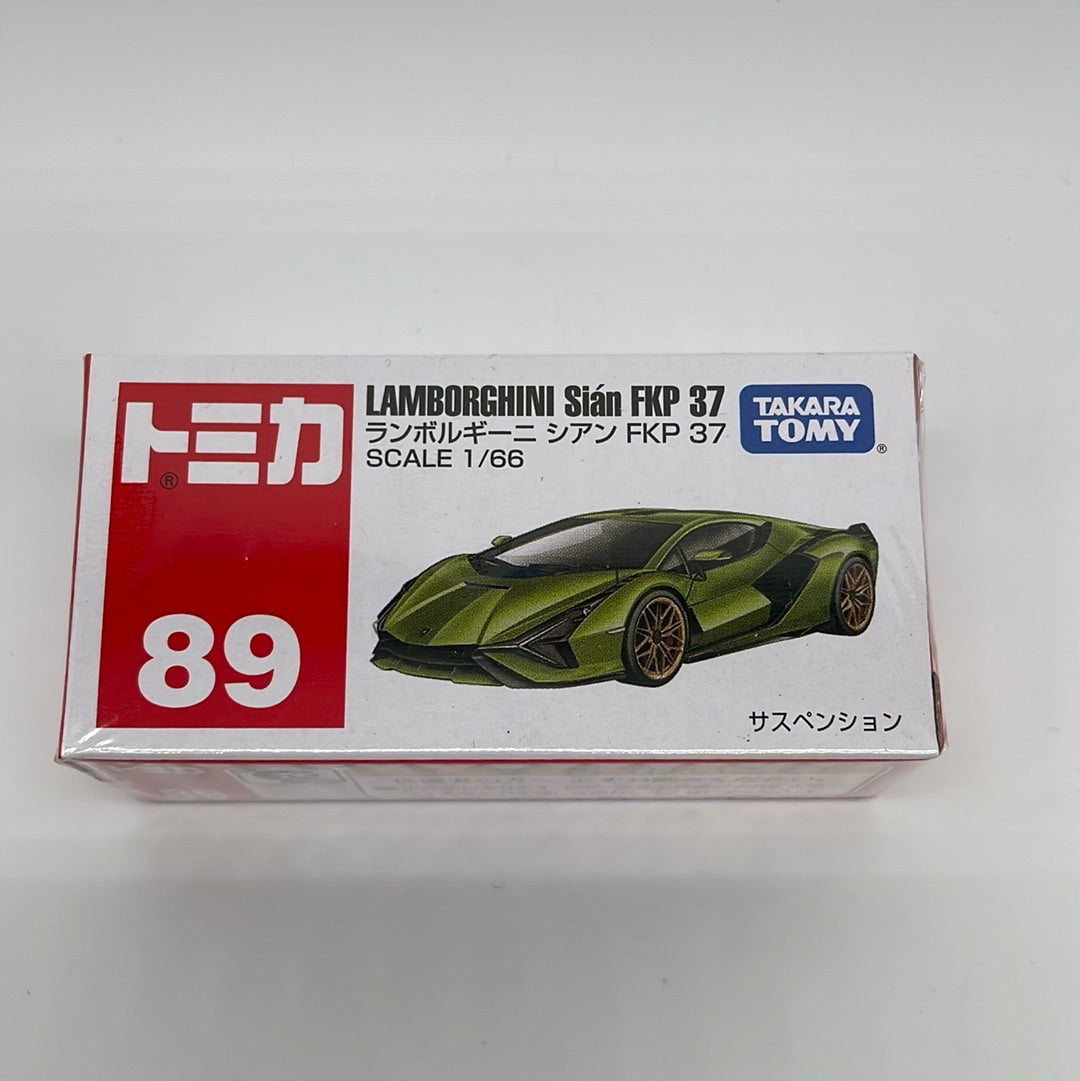 トミカ®
89
LAMBORGHINI Sián FKP 37
ランボルギーニ シアン FKP 37
SCALE 1/66
TAKARA
TOMY®
サスペンション